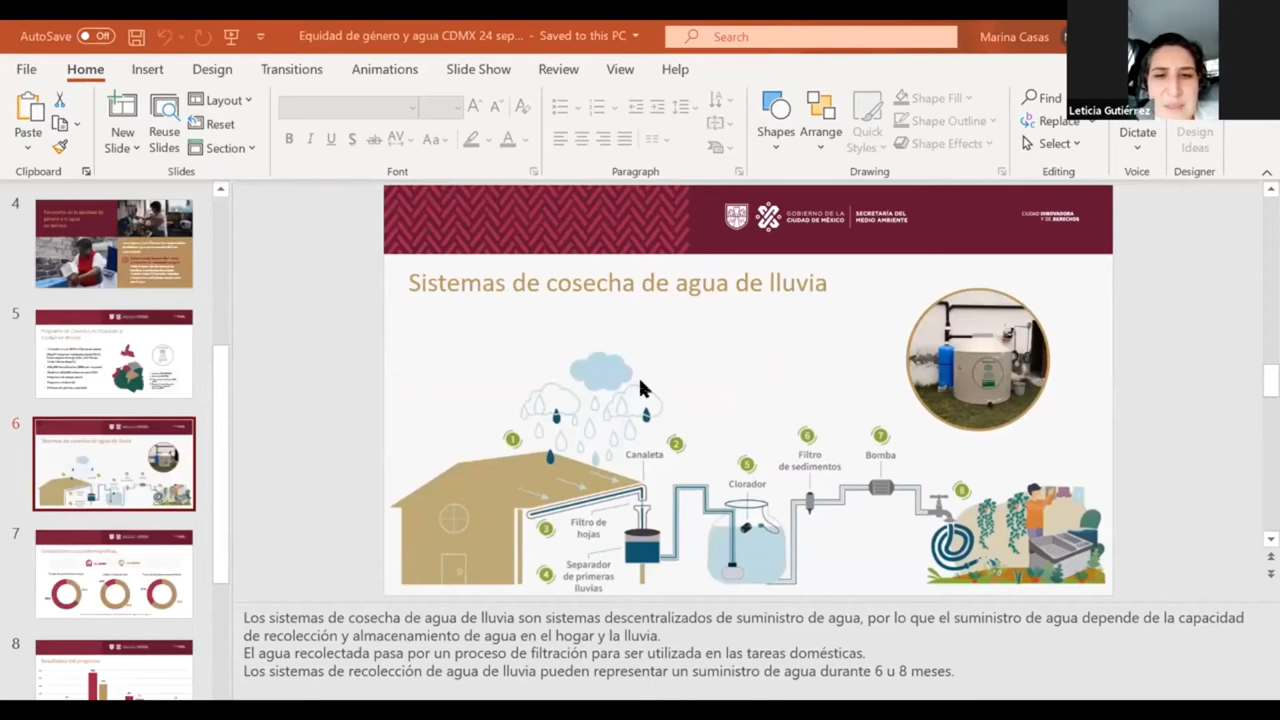 AutoSave Off Equidad de género y agua CDMX 24 sep... - Saved to this PC Search Marina Casas
File Home Insert Design Transitions Animations Slide Show Review View Help
Leticia Gutiérrez
Paste New Slide Reuse Slides Layout Reset Section
Shapes Arrange Quick Styles Shape Fill Shape Outline Shape Effects
Find Replace Select Dictate Design Ideas
Clipboard Slides Font Paragraph Drawing Editing Voice Designer
4
5
6
7
8
GOBIERNO DE LA
CIUDAD DE MÉXICO
SECRETARÍA DEL
MEDIO AMBIENTE
CIUDAD INNOVADORA
Y DE DERECHOS
Sistemas de cosecha de agua de lluvia
1
2
Canaleta
3
Filtro de
hojas
4
Separador
de primeras
lluvias
5
Clorador
6
Filtro
de sedimentos
7
Bomba
8
Los sistemas de cosecha de agua de lluvia son sistemas descentralizados de suministro de agua, por lo que el suministro de agua depende de la capacidad
de recolección y almacenamiento de agua en el hogar y la lluvia.
El agua recolectada pasa por un proceso de filtración para ser utilizada en las tareas domésticas.
Los sistemas de recolección de agua de lluvia pueden representar un suministro de agua durante 6 u 8 meses.